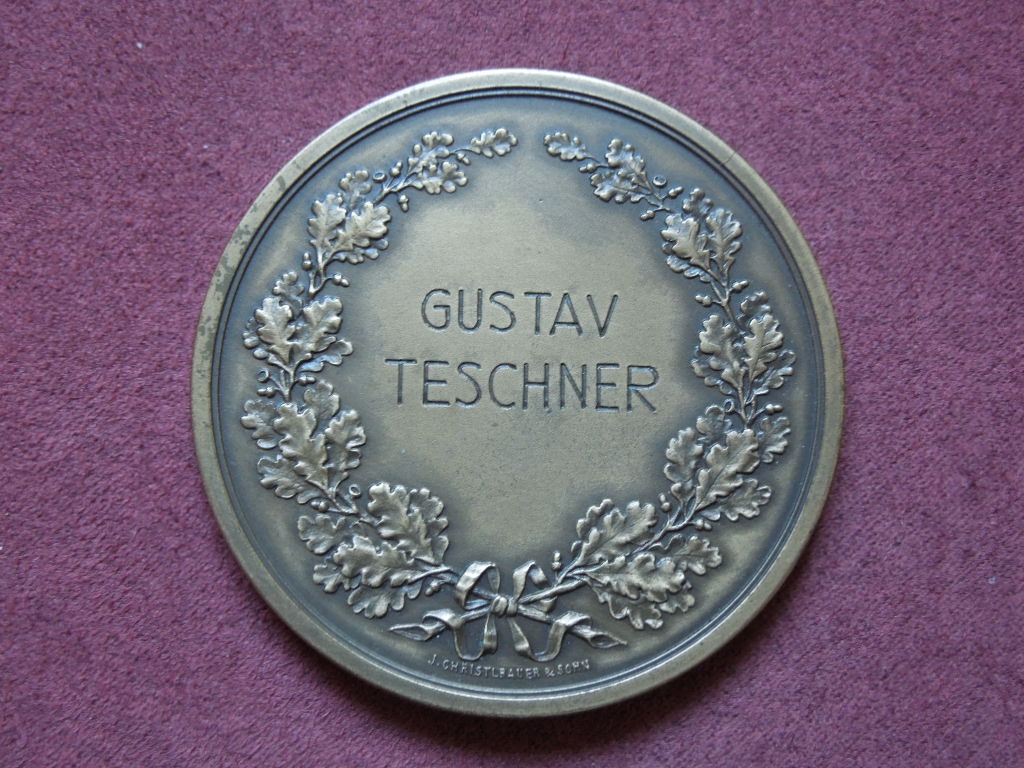 GUSTAV
TESCHNER
J. CHRISTLBAUER & SOHN